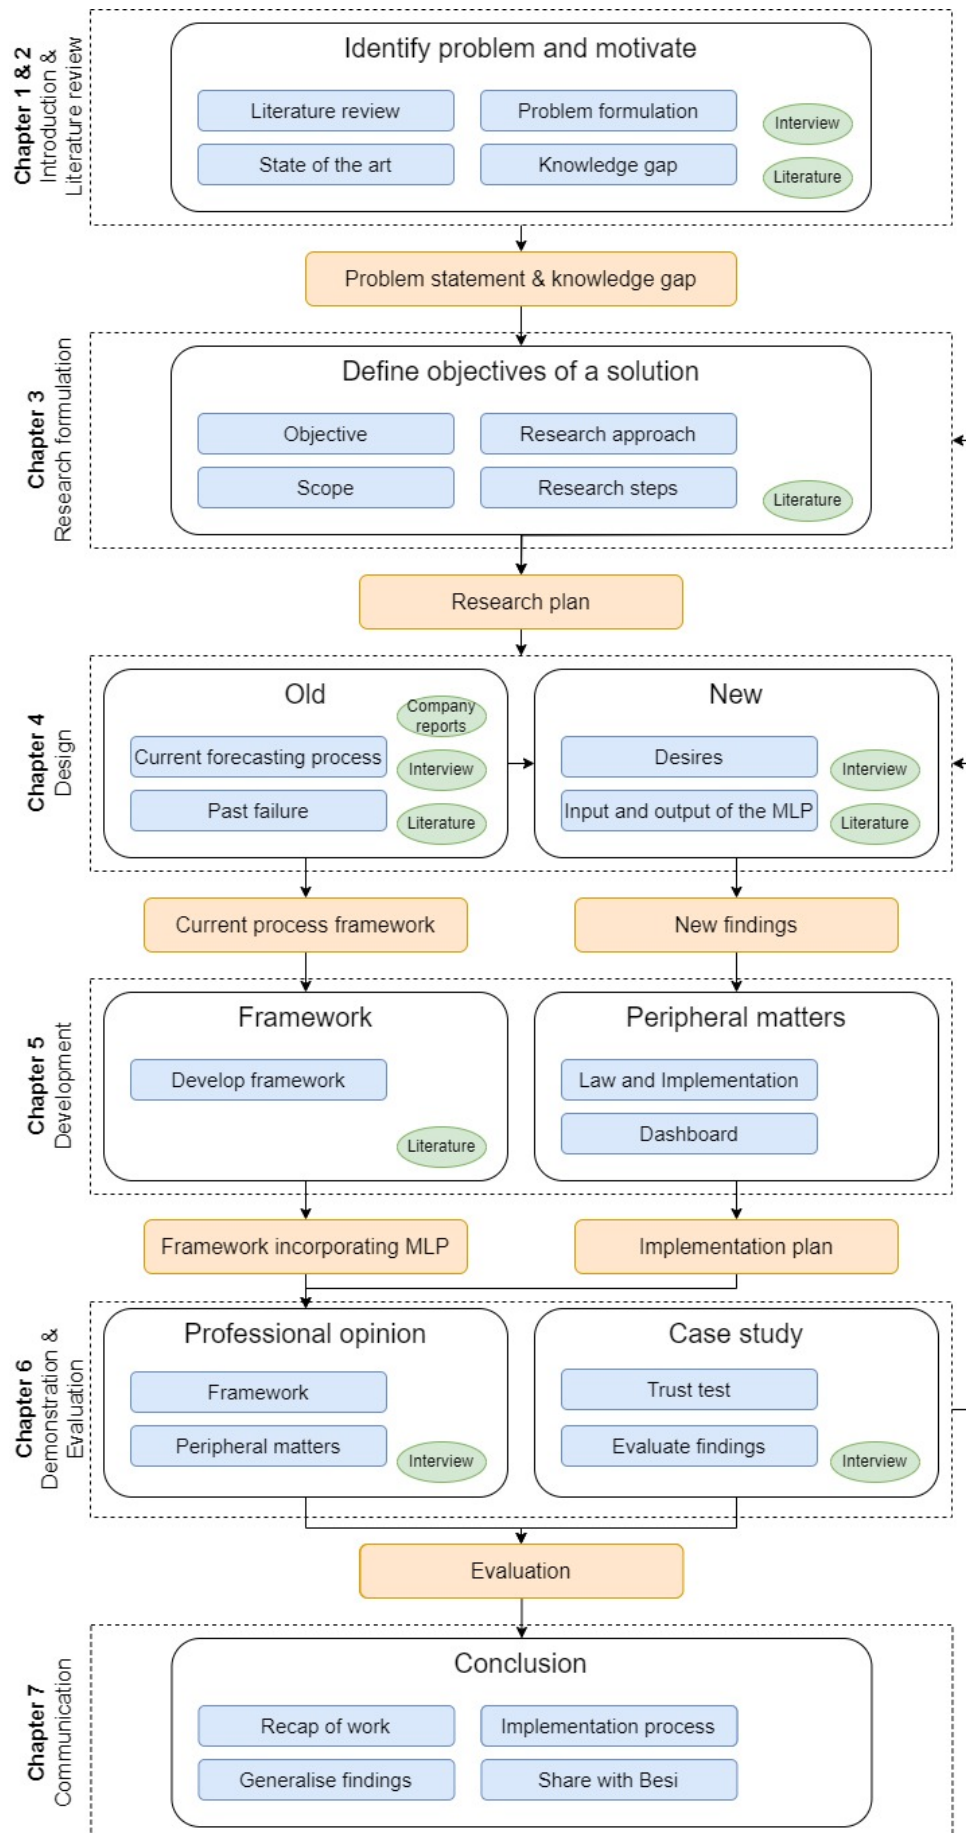 Chapter 1 & 2
Introduction &
Literature review
Identify problem and motivate
Literature review
Problem formulation
Interview
State of the art
Knowledge gap
Literature
Problem statement & knowledge gap
Chapter 3
Research formulation
Define objectives of a solution
Objective
Research approach
Scope
Research steps
Literature
Research plan
Chapter 4
Design
Old
Company
reports
Current forecasting process
Interview
Past failure
Literature
New
Desires
Interview
Input and output of the MLP
Literature
Current process framework
New findings
Chapter 5
Development
Framework
Develop framework
Literature
Peripheral matters
Law and Implementation
Dashboard
Framework incorporating MLP
Implementation plan
Chapter 6
Demonstration &
Evaluation
Professional opinion
Framework
Peripheral matters
Interview
Case study
Trust test
Evaluate findings
Interview
Evaluation
Chapter 7
Communication
Conclusion
Recap of work
Implementation process
Generalise findings
Share with Besi